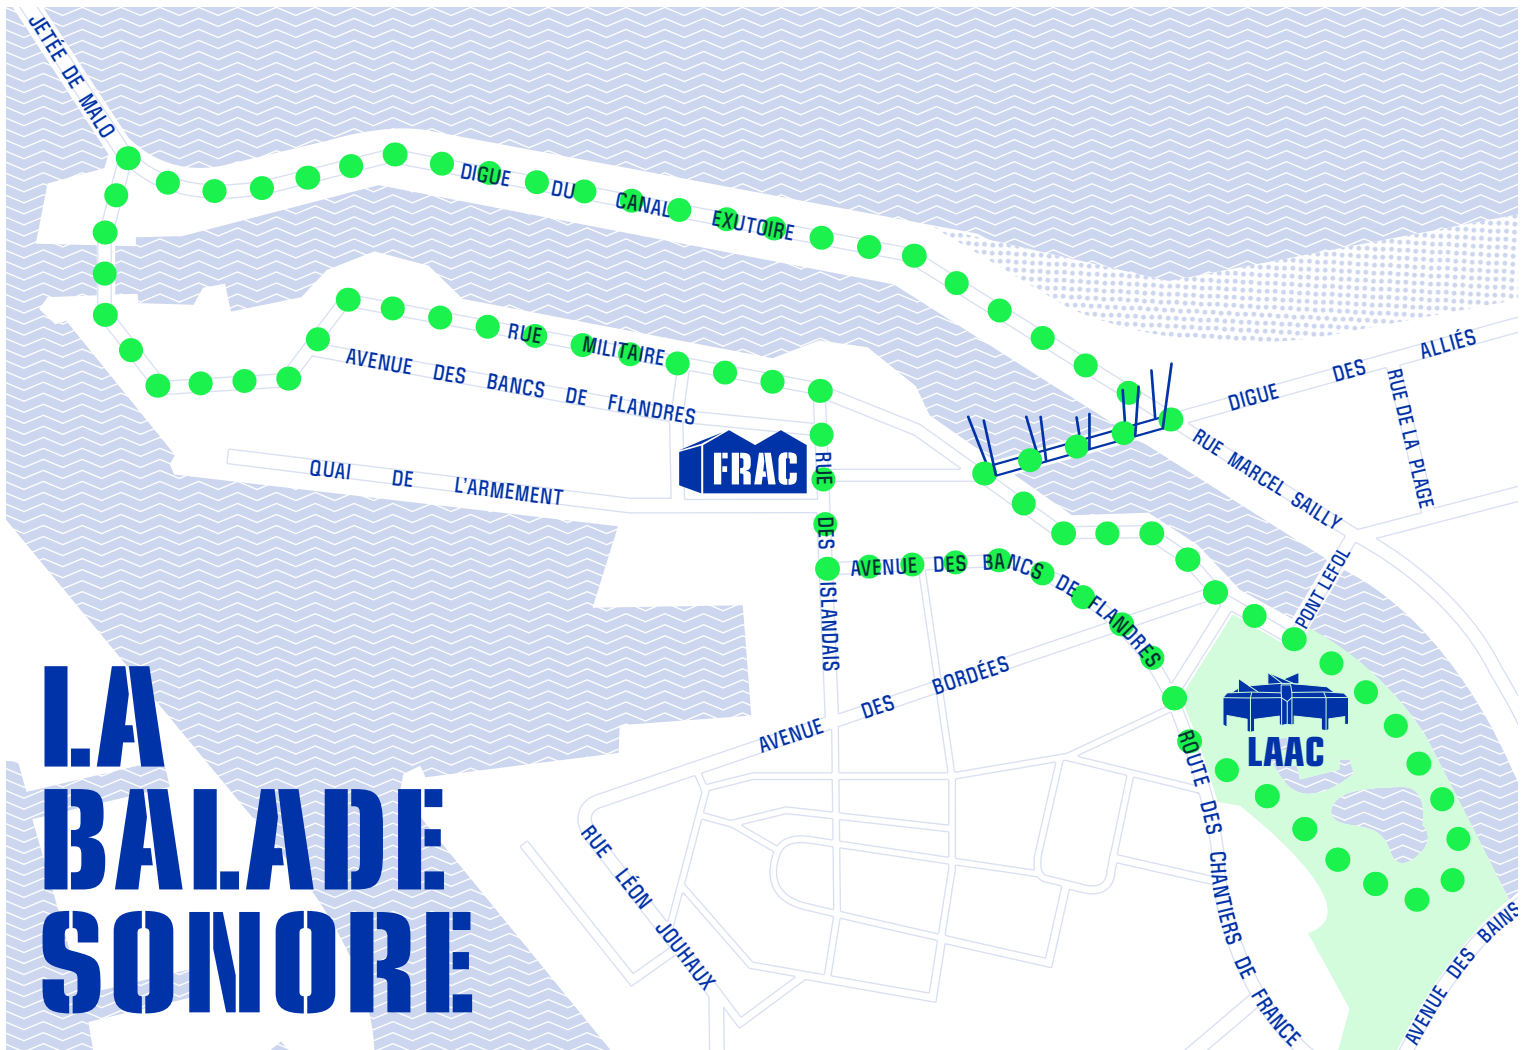 JETÉE DE MALO
DIGUE DU CANAL EXUTOIRE
RUE MILITAIRE
AVENUE DES BANCS DE FLANDRES
DIGUE DES ALLIÉS
RUE DE LA PLAGE
QUAI DE L'ARMEMENT
FRAC
RUE DES ISLANDAIS
RUE MARCEL SAILLY
PONT LEFOL
AVENUE DES BANCS DE FLANDRES
AVENUE DES BORDÉES
LAAC
ROUTE DES CHANTIERS DE FRANCE
RUE LÉON JOUHAUX
AVENUE DES BAINS
LA
BALADE
SONORE